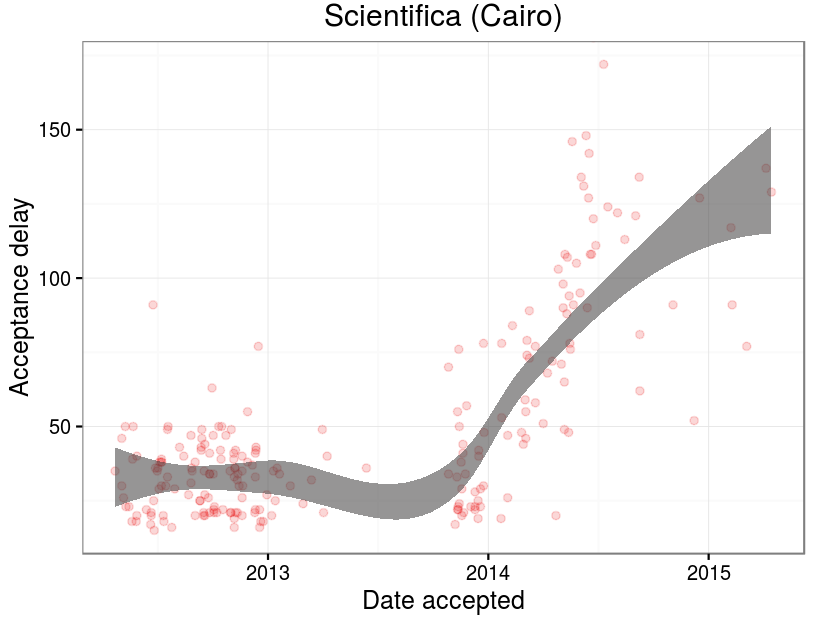 Scientifica (Cairo)
Acceptance delay
150
100
50
2013 2014 2015
Date accepted